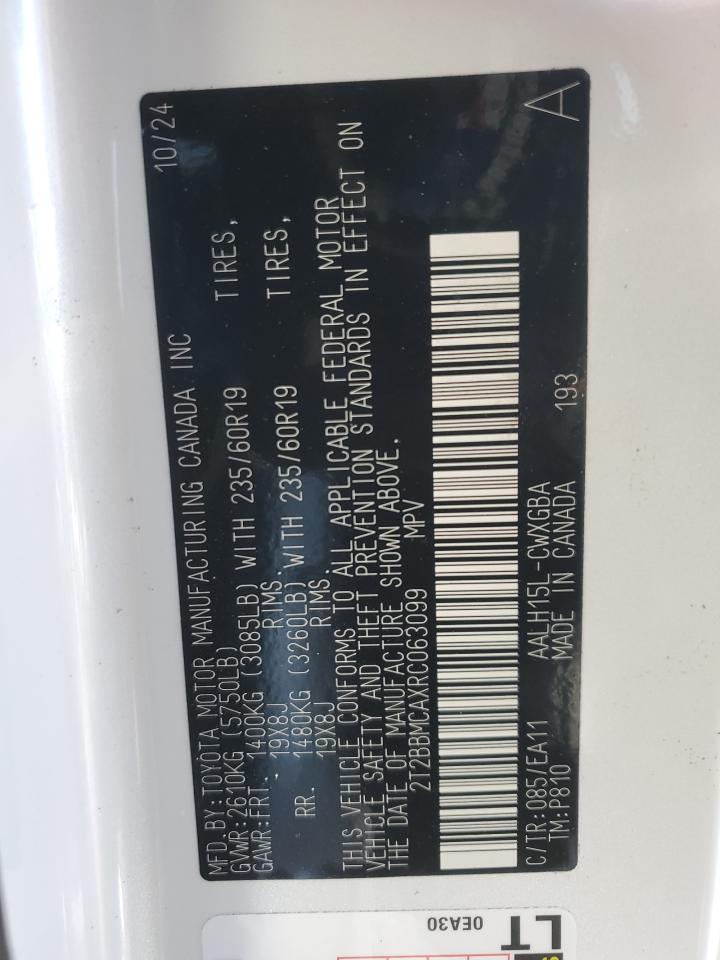 MFD BY:TOYOTA MOTOR MANUFACTURING CANADA INC 10/24
GVWR:2610KG (5750LB)
GAWR:FRT. 1400KG (3085LB) WITH 235/60R19 TIRES,
19X8J RIMS.
RR. 1480KG (3260LB) WITH 235/60R19 TIRES,
19X8J RIMS.
THIS VEHICLE CONFORMS TO ALL APPLICABLE FEDERAL MOTOR
VEHICLE SAFETY AND THEFT PREVENTION STANDARDS IN EFFECT ON
THE DATE OF MANUFACTURE SHOWN ABOVE.
2T2BBMCAXRC063099 MPV
C/TR:085/EA11 AALH15L-CWXGBA A
TM:P810 MADE IN CANADA 193
0EA30
LT